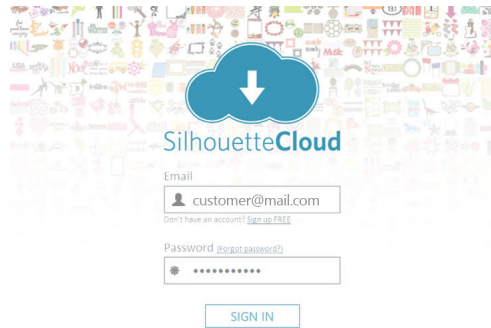 SilhouetteCloud
Email
customer@mail.com
Don't have an account? Sign up FREE
Password (Forgot password?)
***********
SIGN IN